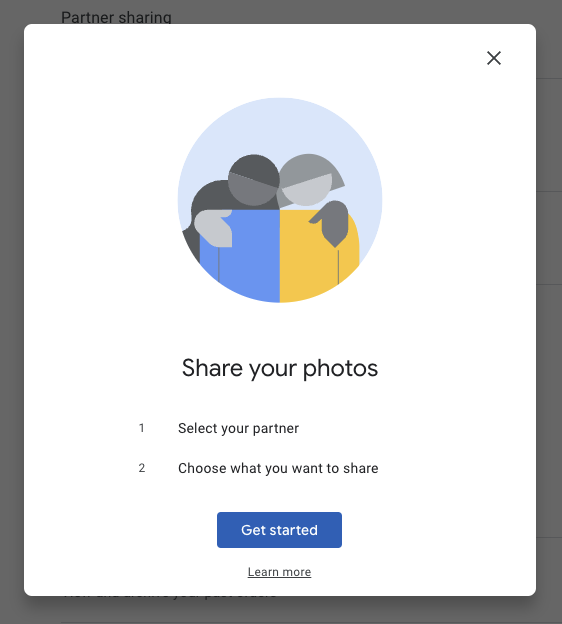 Partner sharing
Share your photos
1 Select your partner
2 Choose what you want to share
Get started
Learn more